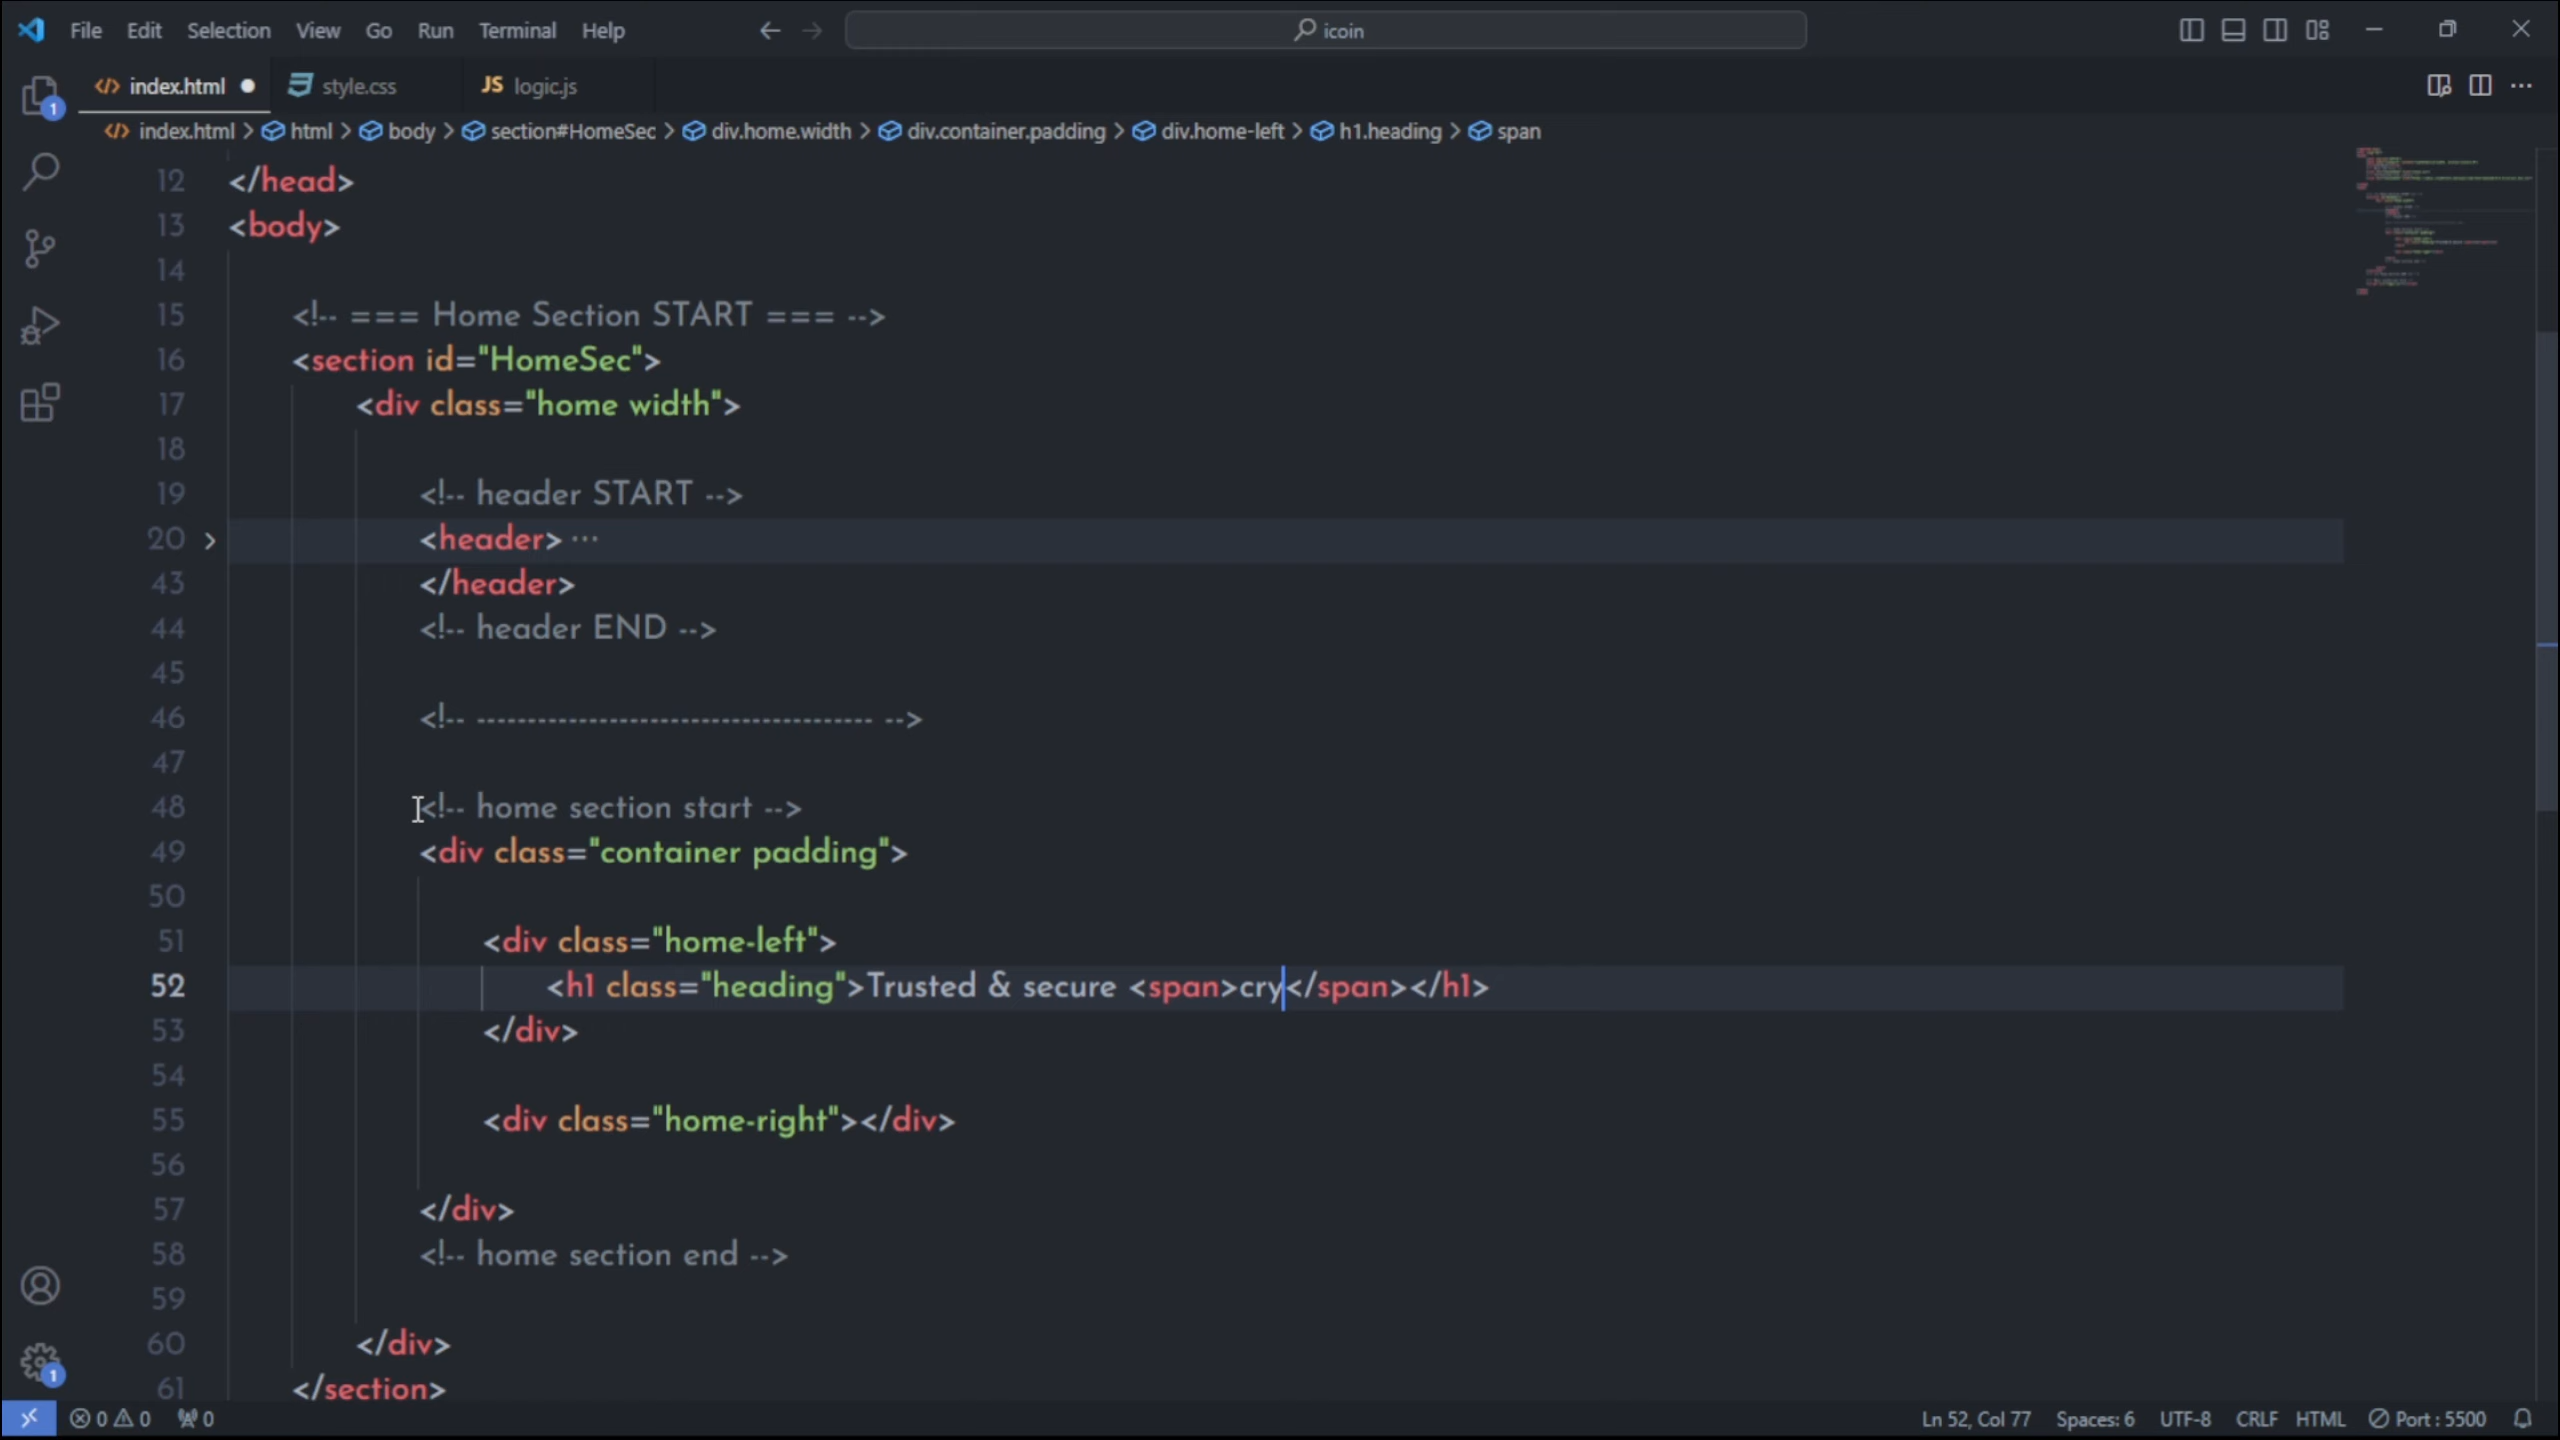 File Edit Selection View Go Run Terminal Help icoin
index.html style.css JS logic.js
index.html > html > body > section#HomeSec > div.home.width > div.container.padding > div.home-left > h1.heading > span
12 </head>
13 <body>
14
15 <!-- === Home Section START === -->
16 <section id="HomeSec">
17 <div class="home width">
18
19 <!-- header START -->
20 <header> ···
43 </header>
44 <!-- header END -->
45
46 <!-- --------------------------------------- -->
47
48 <!-- home section start -->
49 <div class="container padding">
50
51 <div class="home-left">
52 <h1 class="heading">Trusted & secure <span>cry</span></h1>
53 </div>
54
55 <div class="home-right"></div>
56
57 </div>
58 <!-- home section end -->
59
60 </div>
61 </section>
1
1
0 0 0 Ln 52, Col 77 Spaces: 6 UTF-8 CRLF HTML Port : 5500